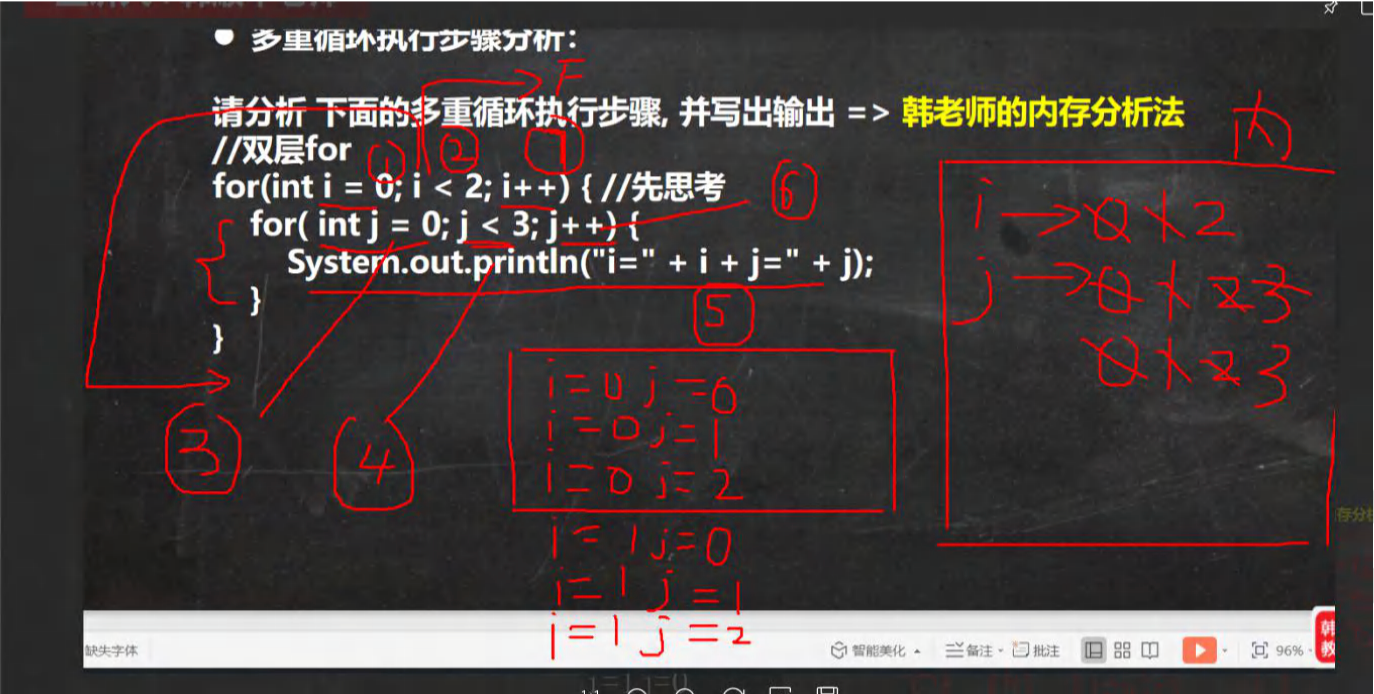 ● 多重循环执行步骤分析：
F
请分析 下面的多重循环执行步骤, 并写出输出 => 韩老师的内存分析法
内
//双层for
① ② 7
for(int i = 0; i < 2; i++) { //先思考
6
for( int j = 0; j < 3; j++) {
System.out.println("i=" + i + j=" + j);
}
}
5
i → 0 1 2
j → 0 1 2 3
0 1 2 3
3 4
i=0 j=0
i=0 j=1
i=0 j=2
i=1 j=0
i=1 j=1
i=1 j=2
存分析
缺失字体 智能美化 备注 批注 96%
韩
教